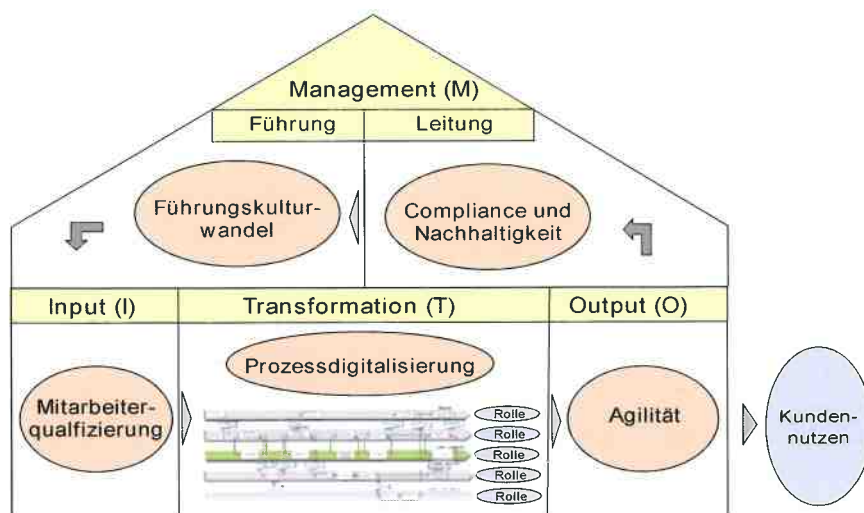 Management (M)
Führung
Leitung
Führungskultur-
wandel
Compliance und
Nachhaltigkeit
Input (I)
Transformation (T)
Output (O)
Prozessdigitalisierung
Mitarbeiter-
qualfizierung
Rolle
Rolle
Rolle
Rolle
Rolle
Agilität
Kunden-
nutzen